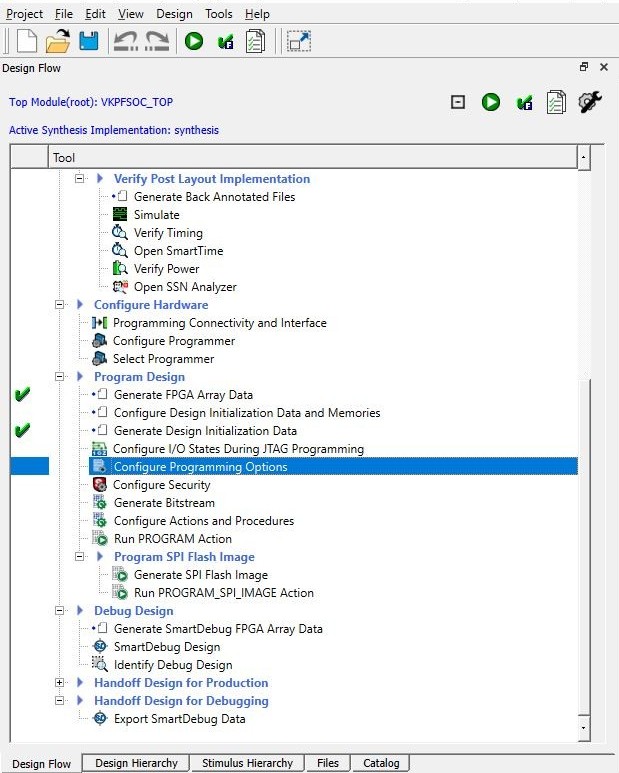 Project File Edit View Design Tools Help
Design Flow
Top Module(root): VKPFSOC_TOP
Active Synthesis Implementation: synthesis
Tool
Verify Post Layout Implementation
Generate Back Annotated Files
Simulate
Verify Timing
Open SmartTime
Verify Power
Open SSN Analyzer
Configure Hardware
Programming Connectivity and Interface
Configure Programmer
Select Programmer
Program Design
Generate FPGA Array Data
Configure Design Initialization Data and Memories
Generate Design Initialization Data
Configure I/O States During JTAG Programming
Configure Programming Options
Configure Security
Generate Bitstream
Configure Actions and Procedures
Run PROGRAM Action
Program SPI Flash Image
Generate SPI Flash Image
Run PROGRAM_SPI_IMAGE Action
Debug Design
Generate SmartDebug FPGA Array Data
SmartDebug Design
Identify Debug Design
Handoff Design for Production
Handoff Design for Debugging
Export SmartDebug Data
Design Flow Design Hierarchy Stimulus Hierarchy Files Catalog